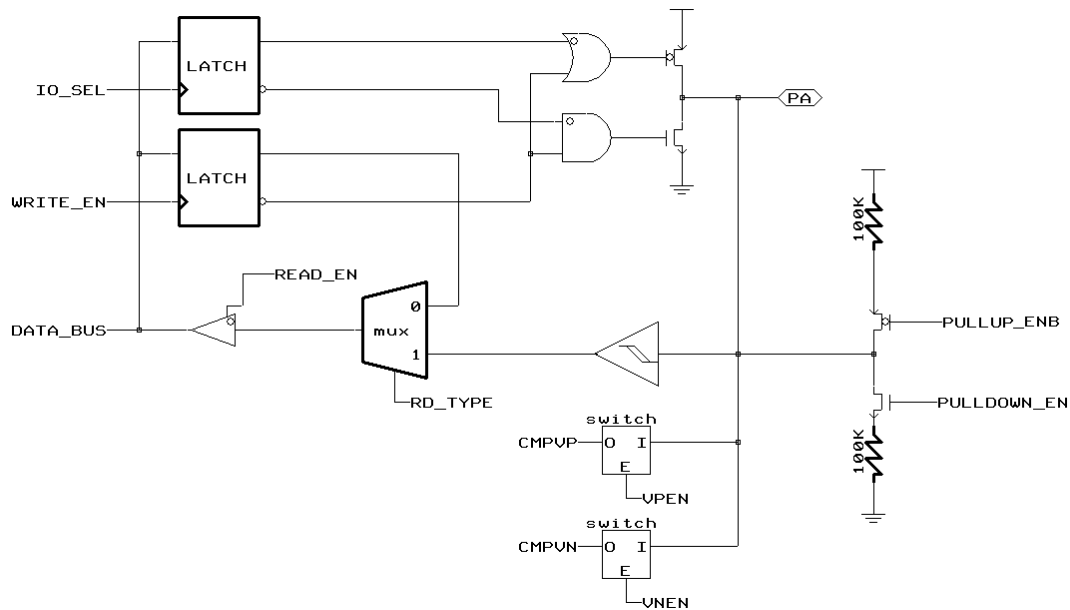 LATCH
IO_SEL
PA
LATCH
WRITE_EN
100K
READ_EN
0
DATA_BUS
mux
PULLUP_ENB
1
RD_TYPE
PULLDOWN_EN
switch
CMPVP
O I
100K
E
VPEN
switch
CMPVN
O I
E
VNEN